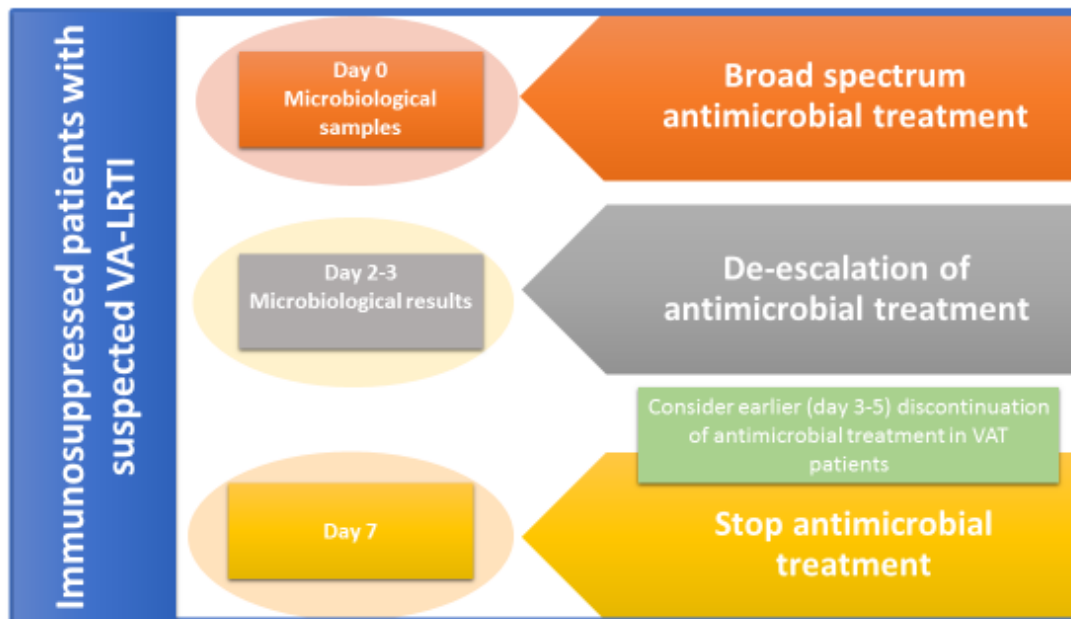 Immunosuppressed patients with
suspected VA-LRTI
Day 0
Microbiological
samples
Broad spectrum
antimicrobial treatment
Day 2-3
Microbiological results
De-escalation of
antimicrobial treatment
Consider earlier (day 3-5) discontinuation
of antimicrobial treatment in VAT
patients
Day 7
Stop antimicrobial
treatment